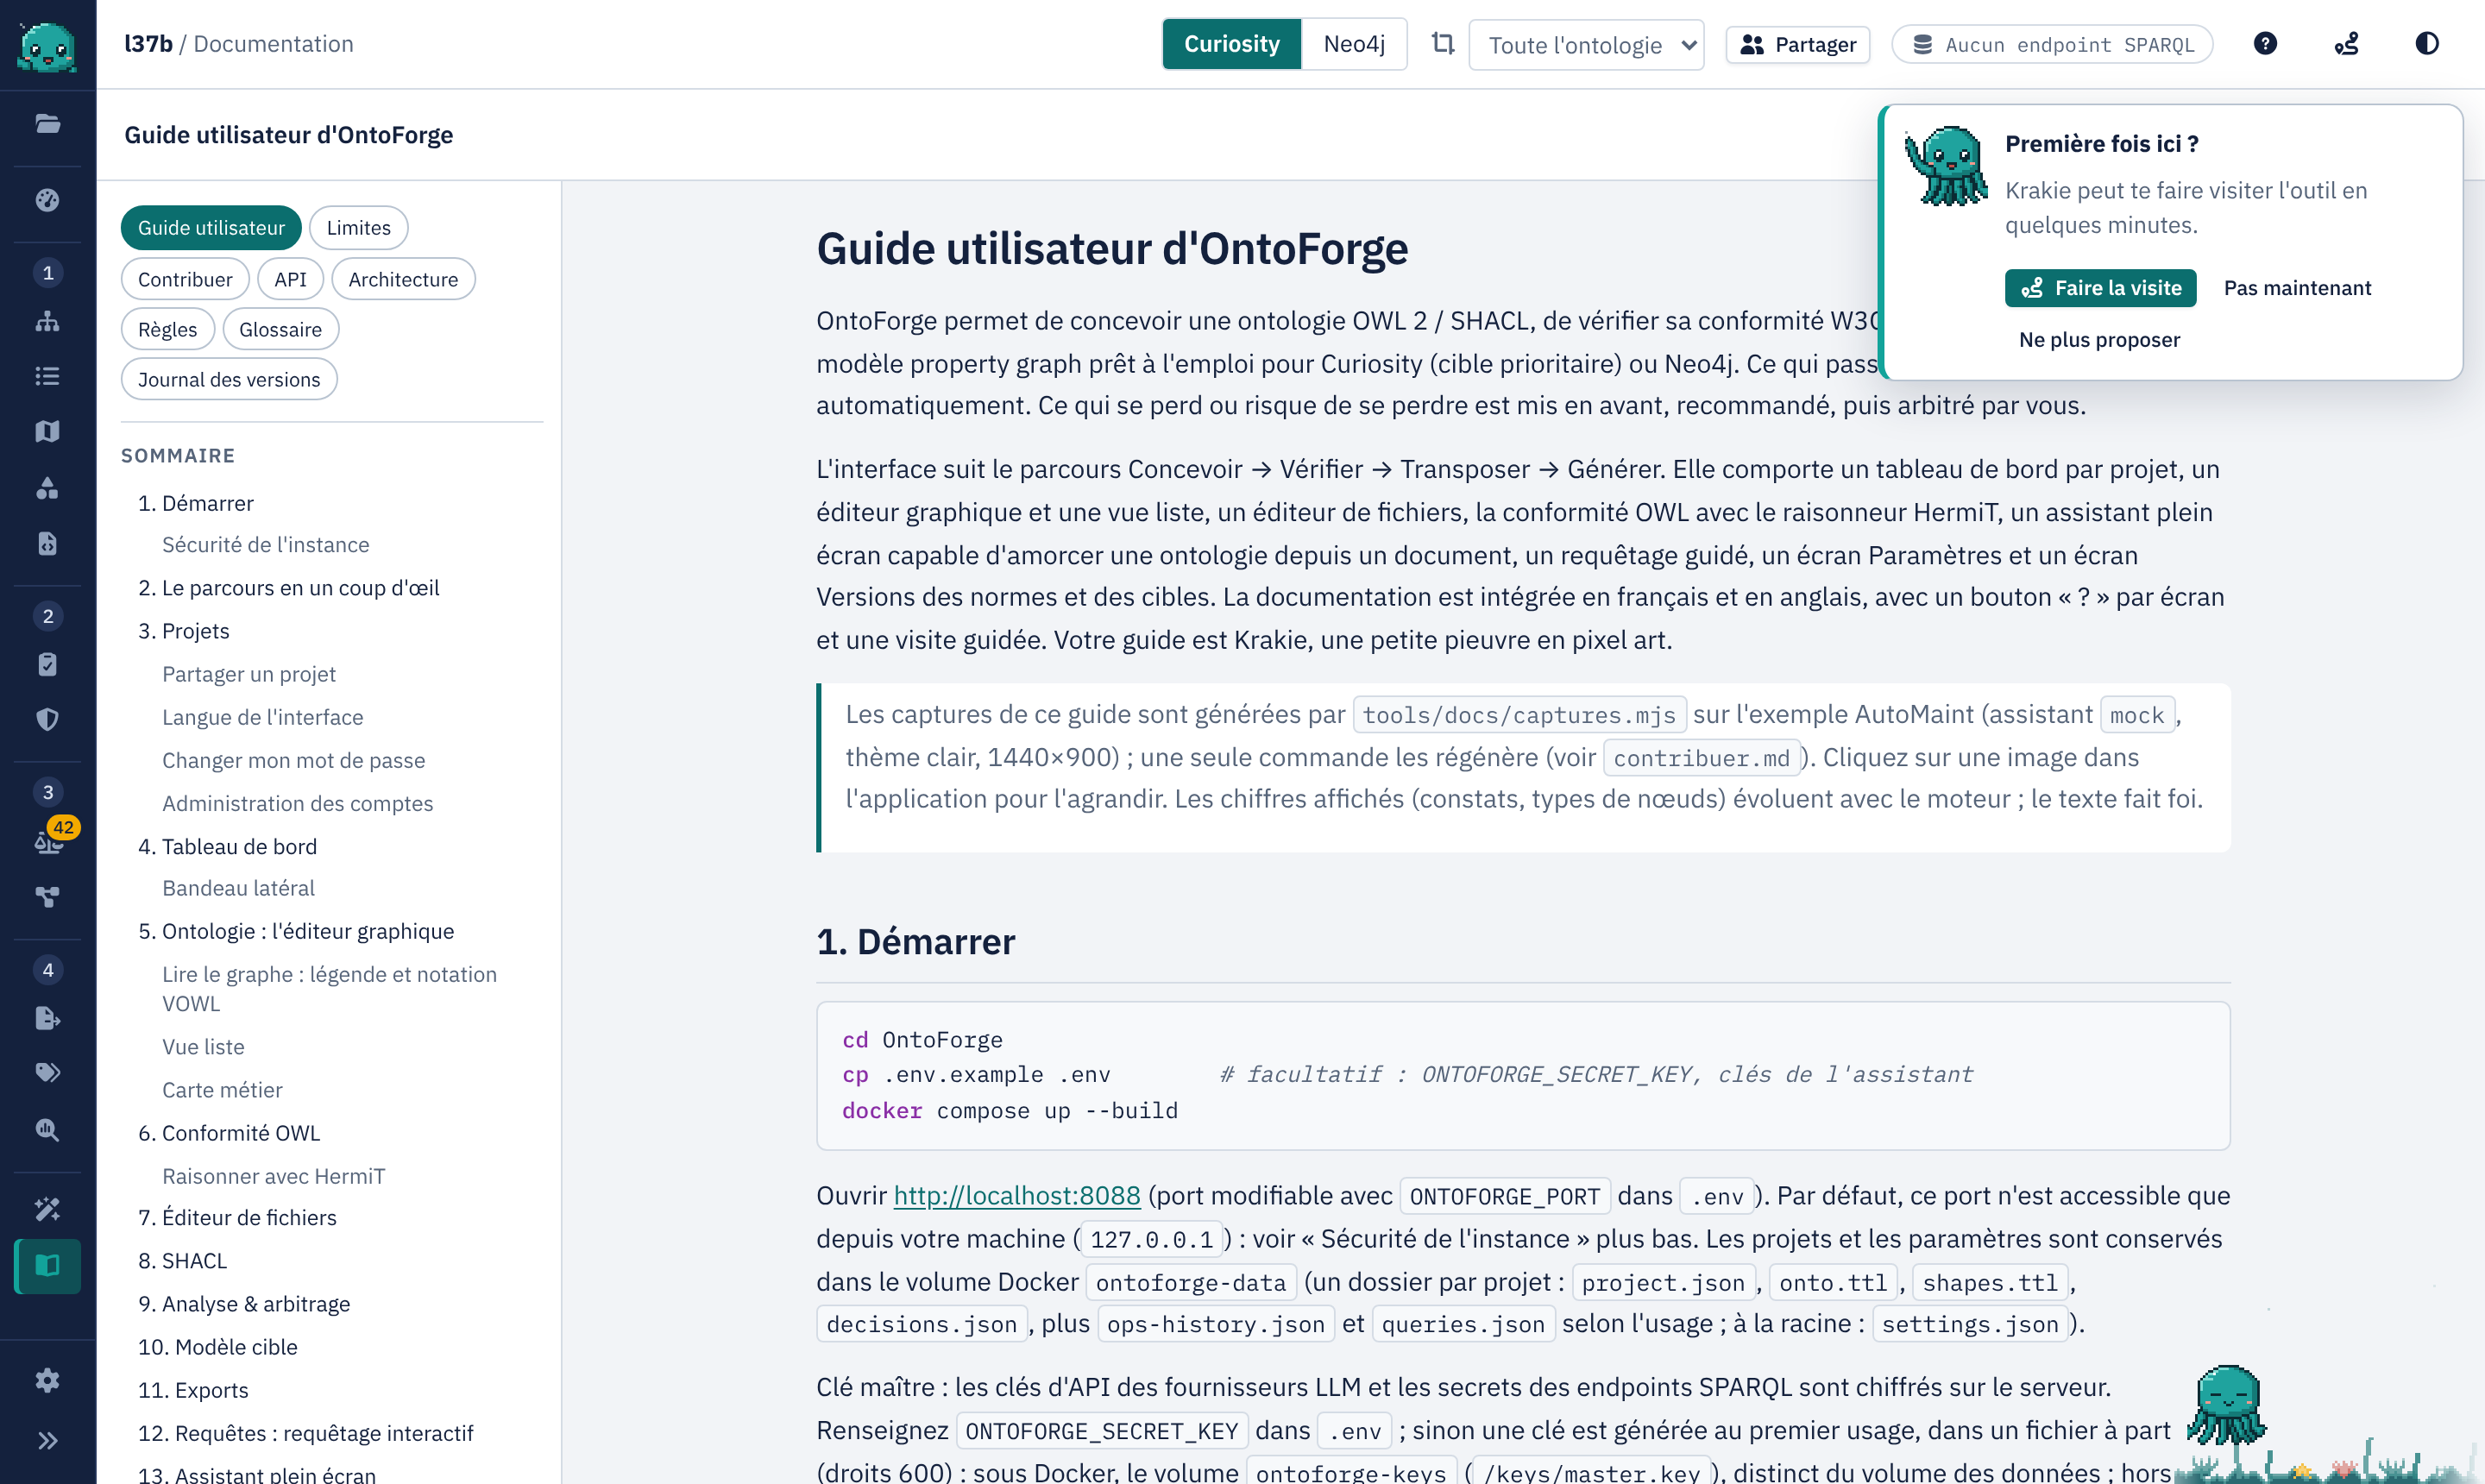 l37b / Documentation
Curiosity
Neo4j
Toute l'ontologie
Partager
Aucun endpoint SPARQL
?
Guide utilisateur d'OntoForge
Première fois ici ?
Krakie peut te faire visiter l'outil en
quelques minutes.
Faire la visite
Pas maintenant
Ne plus proposer
1
2
3
42
4
Guide utilisateur
Limites
Contribuer
API
Architecture
Règles
Glossaire
Journal des versions
SOMMAIRE
1. Démarrer
Sécurité de l'instance
2. Le parcours en un coup d'œil
3. Projets
Partager un projet
Langue de l'interface
Changer mon mot de passe
Administration des comptes
4. Tableau de bord
Bandeau latéral
5. Ontologie : l'éditeur graphique
Lire le graphe : légende et notation
VOWL
Vue liste
Carte métier
6. Conformité OWL
Raisonner avec HermiT
7. Éditeur de fichiers
8. SHACL
9. Analyse & arbitrage
10. Modèle cible
11. Exports
12. Requêtes : requêtage interactif
13. Assistant plein écran
Guide utilisateur d'OntoForge
OntoForge permet de concevoir une ontologie OWL 2 / SHACL, de vérifier sa conformité W3C
modèle property graph prêt à l'emploi pour Curiosity (cible prioritaire) ou Neo4j. Ce qui pass
automatiquement. Ce qui se perd ou risque de se perdre est mis en avant, recommandé, puis arbitré par vous.
L'interface suit le parcours Concevoir → Vérifier → Transposer → Générer. Elle comporte un tableau de bord par projet, un
éditeur graphique et une vue liste, un éditeur de fichiers, la conformité OWL avec le raisonneur HermiT, un assistant plein
écran capable d'amorcer une ontologie depuis un document, un requêtage guidé, un écran Paramètres et un écran
Versions des normes et des cibles. La documentation est intégrée en français et en anglais, avec un bouton « ? » par écran
et une visite guidée. Votre guide est Krakie, une petite pieuvre en pixel art.
Les captures de ce guide sont générées par tools/docs/captures.mjs sur l'exemple AutoMaint (assistant mock ,
thème clair, 1440×900) ; une seule commande les régénère (voir contribuer.md ). Cliquez sur une image dans
l'application pour l'agrandir. Les chiffres affichés (constats, types de nœuds) évoluent avec le moteur ; le texte fait foi.
1. Démarrer
cd OntoForge
cp .env.example .env # facultatif : ONTOFORGE_SECRET_KEY, clés de l'assistant
docker compose up --build
Ouvrir http://localhost:8088 (port modifiable avec ONTOFORGE_PORT dans .env ). Par défaut, ce port n'est accessible que
depuis votre machine ( 127.0.0.1 ) : voir « Sécurité de l'instance » plus bas. Les projets et les paramètres sont conservés
dans le volume Docker ontoforge-data (un dossier par projet : project.json , onto.ttl , shapes.ttl ,
decisions.json , plus ops-history.json et queries.json selon l'usage ; à la racine : settings.json ).
Clé maître : les clés d'API des fournisseurs LLM et les secrets des endpoints SPARQL sont chiffrés sur le serveur.
Renseignez ONTOFORGE_SECRET_KEY dans .env ; sinon une clé est générée au premier usage, dans un fichier à part
(droits 600) : sous Docker, le volume ontoforge-keys ( /keys/master.key ), distinct du volume des données ; hors